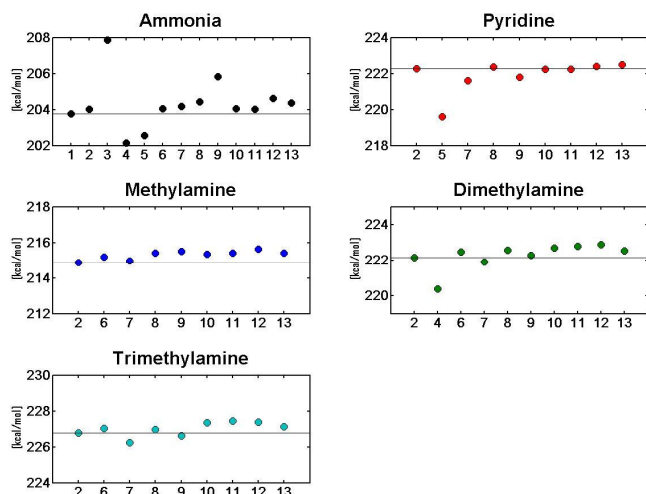 Ammonia
[kcal/mol]
208
206
204
202
1 2 3 4 5 6 7 8 9 10 11 12 13
Pyridine
[kcal/mol]
224
222
220
218
2 5 7 8 9 10 11 12 13
Methylamine
[kcal/mol]
218
216
214
212
2 6 7 8 9 10 11 12 13
Dimethylamine
[kcal/mol]
224
222
220
2 4 6 7 8 9 10 11 12 13
Trimethylamine
[kcal/mol]
230
228
226
224
2 6 7 8 9 10 11 12 13